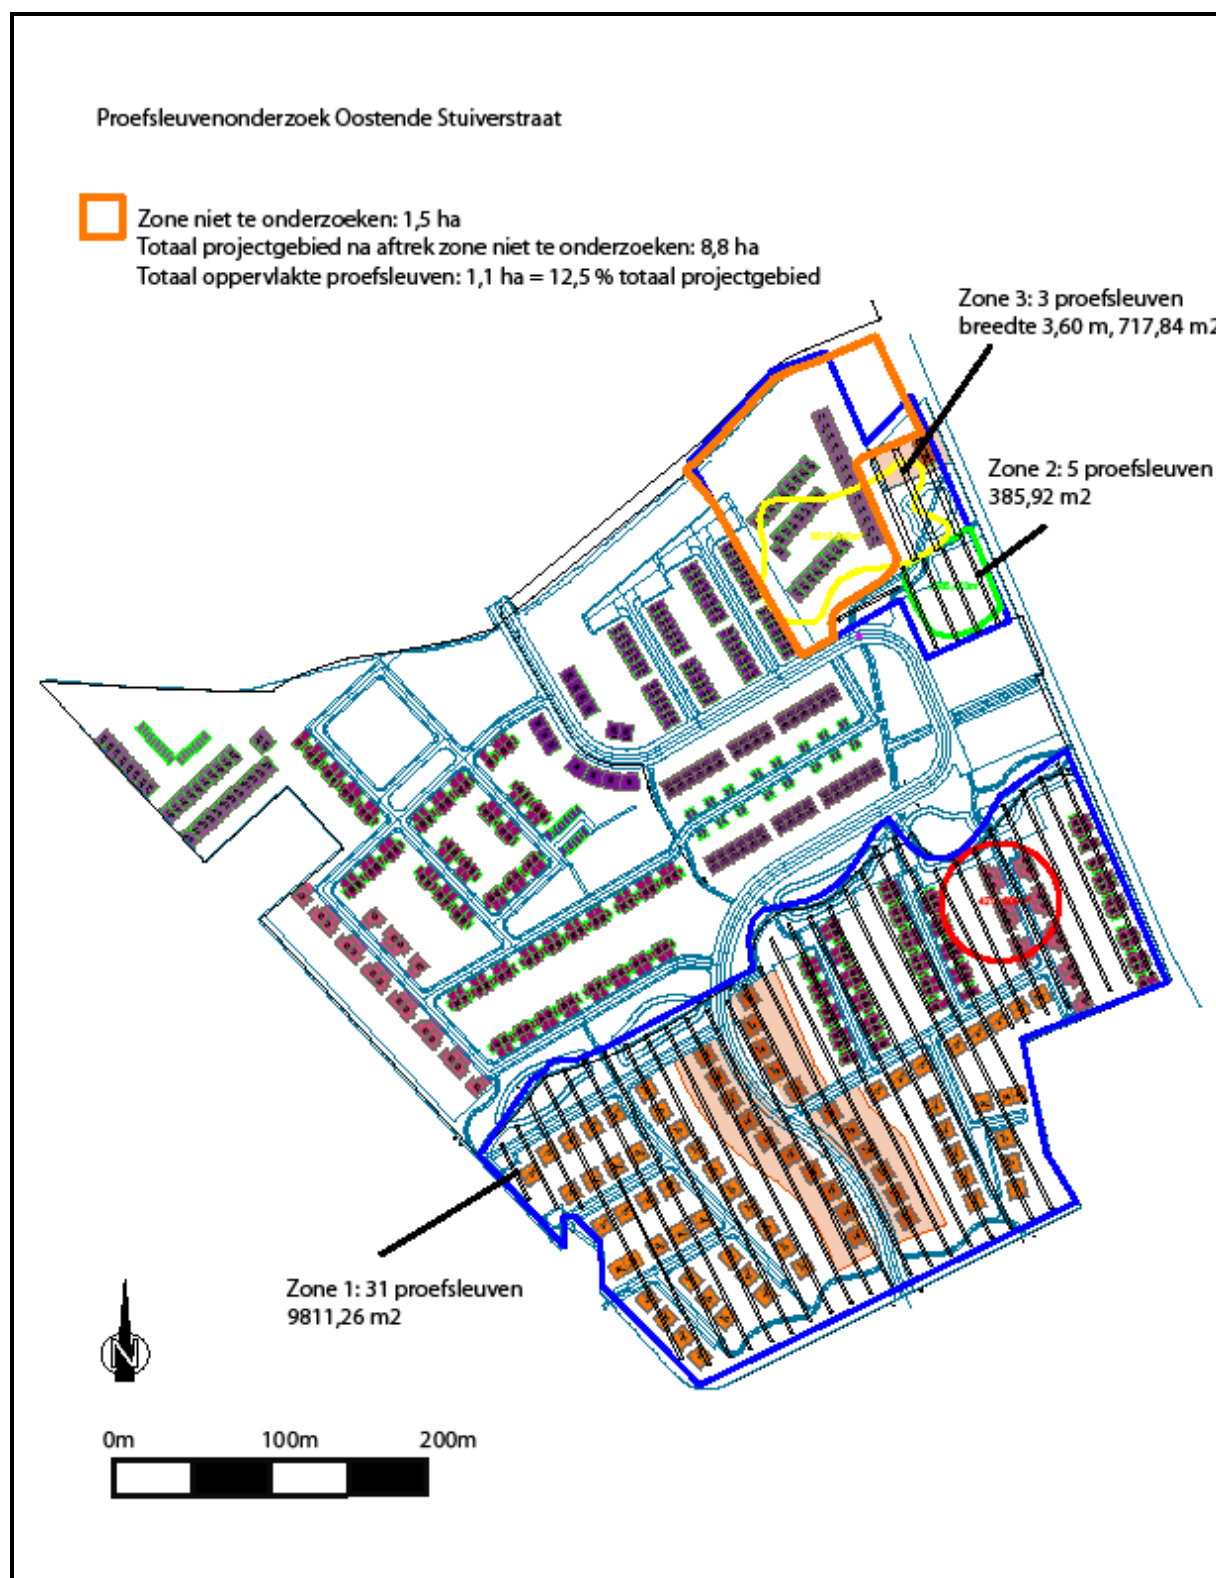 Proefsleuvenonderzoek Oostende Stuiverstraat
Zone niet te onderzoeken: 1,5 ha
Totaal projectgebied na aftrek zone niet te onderzoeken: 8,8 ha
Totaal oppervlakte proefsleuven: 1,1 ha = 12,5 % totaal projectgebied
Zone 3: 3 proefsleuven
breedte 3,60 m, 717,84 m2
Zone 2: 5 proefsleuven
385,92 m2
Zone 1: 31 proefsleuven
9811,26 m2
N
0m 100m 200m